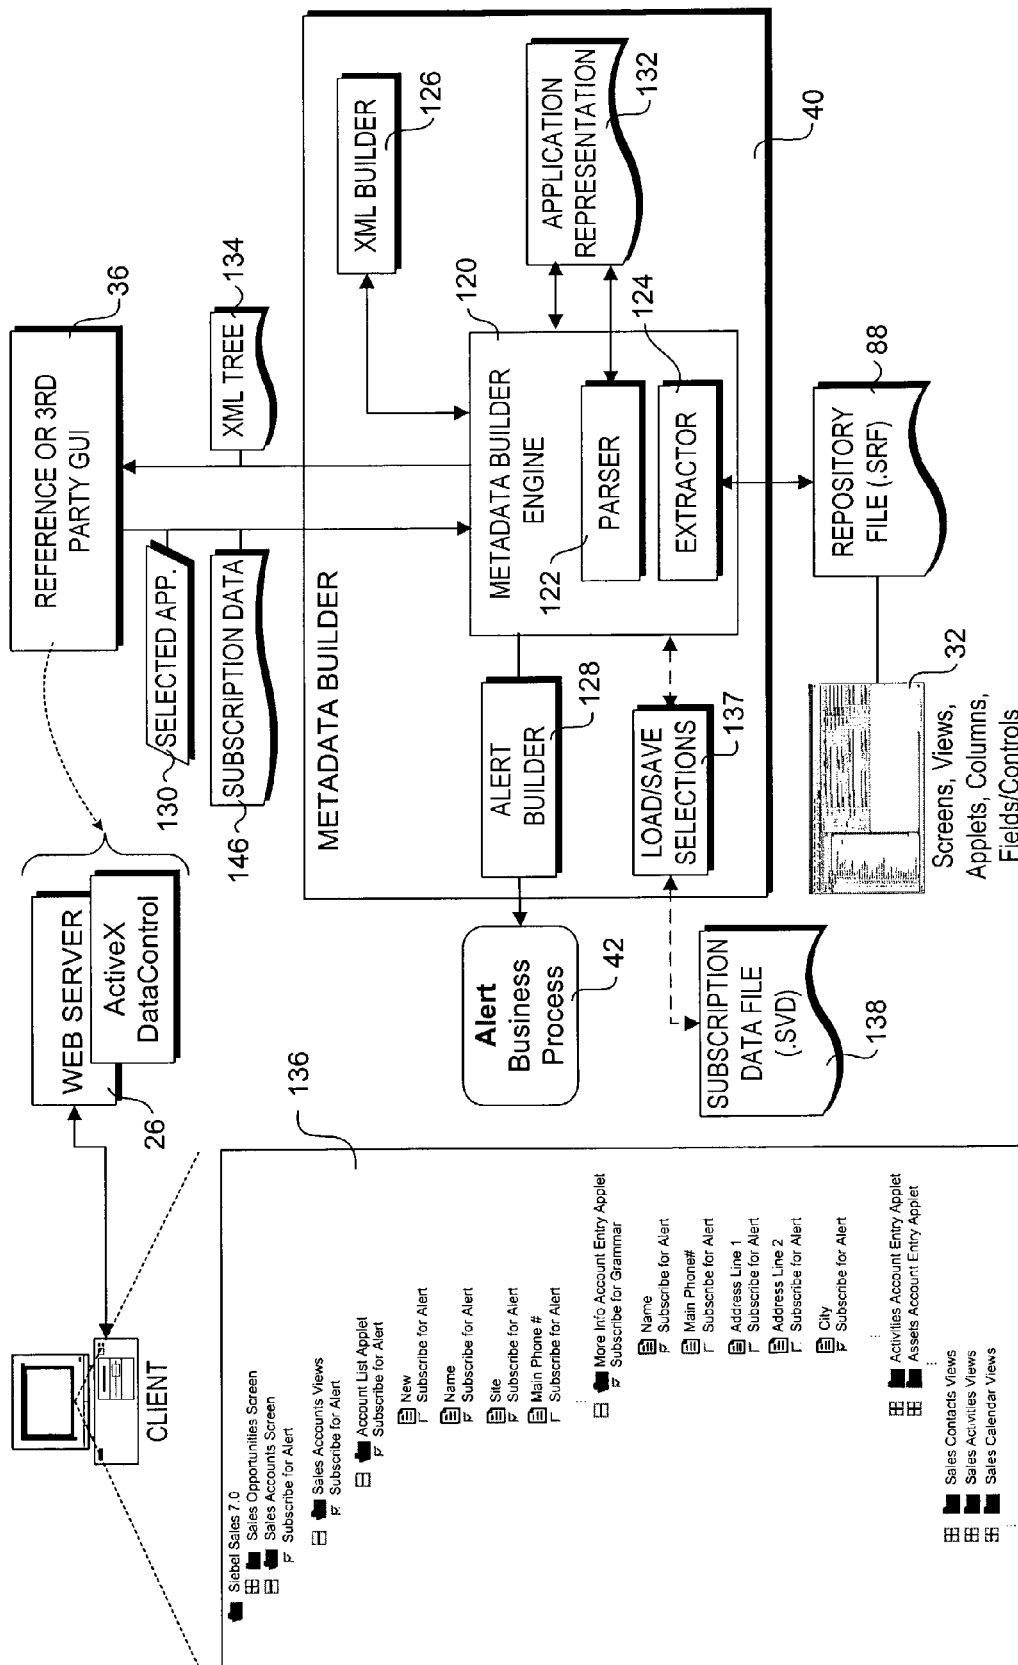 CLIENT
WEB SERVER
ActiveX
DataControl
26
REFERENCE OR 3RD
PARTY GUI
36
SELECTED APP.
130
SUBSCRIPTION DATA
146
XML TREE
134
METADATA BUILDER
XML BUILDER
126
METADATA BUILDER
ENGINE
120
PARSER
122
EXTRACTOR
124
APPLICATION
REPRESENTATION
132
40
ALERT
BUILDER
128
LOAD/SAVE
SELECTIONS
137
Alert
Business
Process
42
SUBSCRIPTION
DATA FILE
(.SVD)
138
REPOSITORY
FILE (.SRF)
88
32
Screens, Views,
Applets, Columns,
Fields/Controls
136
Siebel Sales 7.0
Sales Opportunities Screen
Sales Accounts Screen
Subscribe for Alert
Sales Accounts Views
Subscribe for Alert
Account List Applet
Subscribe for Alert
New
Subscribe for Alert
Name
Subscribe for Alert
Site
Subscribe for Alert
Main Phone #
Subscribe for Alert
More Info Account Entry Applet
Subscribe for Grammar
Name
Subscribe for Alert
Main Phone#
Subscribe for Alert
Address Line 1
Subscribe for Alert
Address Line 2
Subscribe for Alert
City
Subscribe for Alert
Activities Account Entry Applet
Assets Account Entry Applet
Sales Contacts Views
Sales Activities Views
Sales Calendar Views